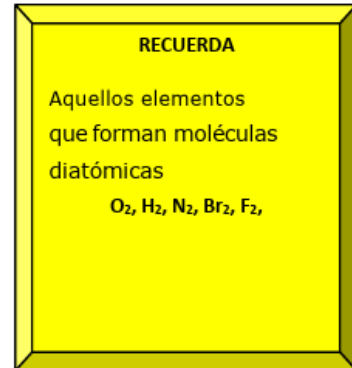 RECUERDA
Aquellos elementos
que forman moléculas
diatómicas
O₂, H₂, N₂, Br₂, F₂,